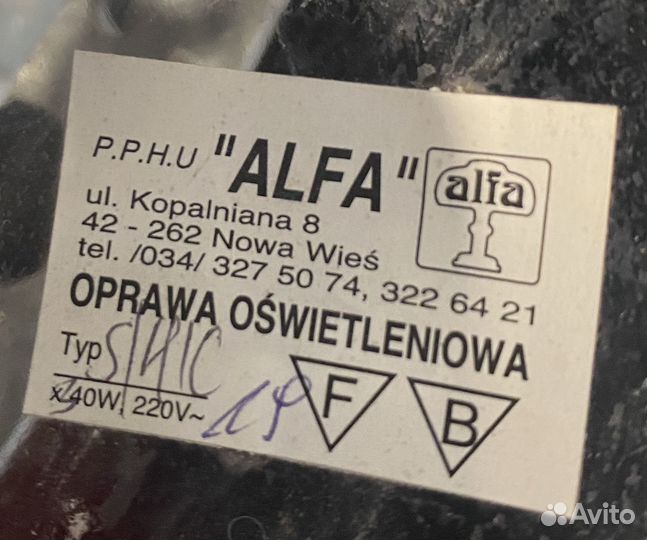 P.P.H.U "ALFA"
alfa
ul. Kopalniana 8
42 - 262 Nowa Wieś
tel. /034/ 327 50 74, 322 64 21
OPRAWA OŚWIETLENIOWA
Typ
x 40W, 220V~
F
B
Avito